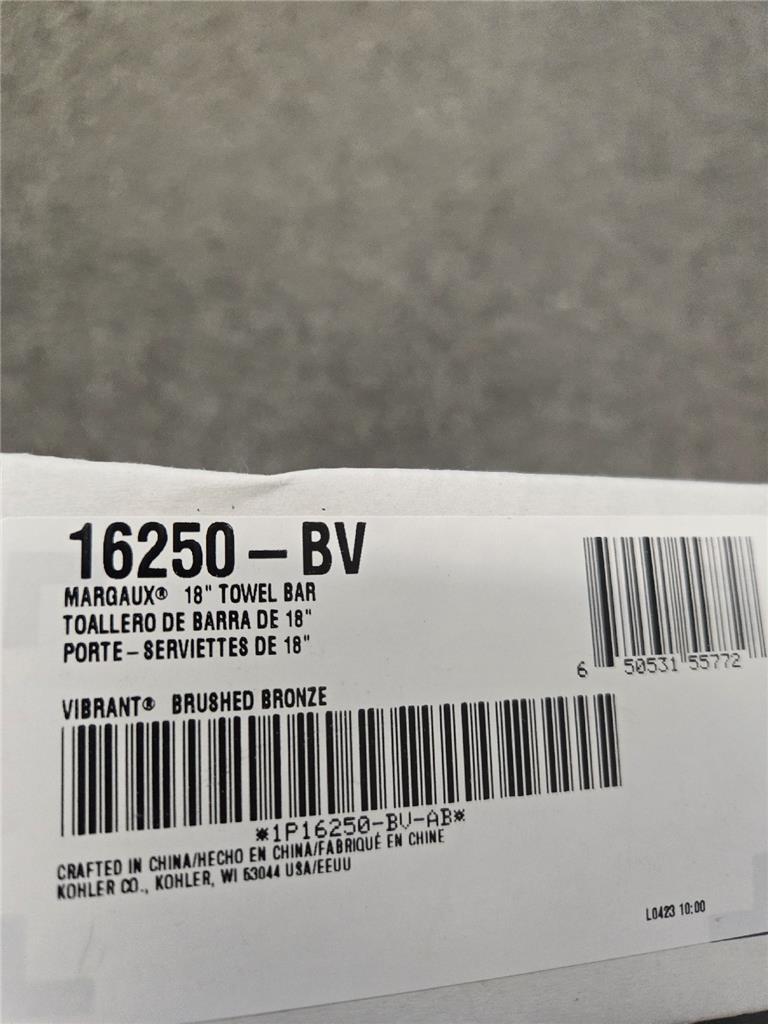 16250-BV
MARGAUX® 18" TOWEL BAR
TOALLERO DE BARRA DE 18"
PORTE-SERVIETTES DE 18"
6 50531 55772
VIBRANT® BRUSHED BRONZE
*1P16250-BV-AB*
CRAFTED IN CHINA/HECHO EN CHINA/FABRIQUÉ EN CHINE
KOHLER CO., KOHLER, WI 53044 USA/EEUU
L0423 10:00